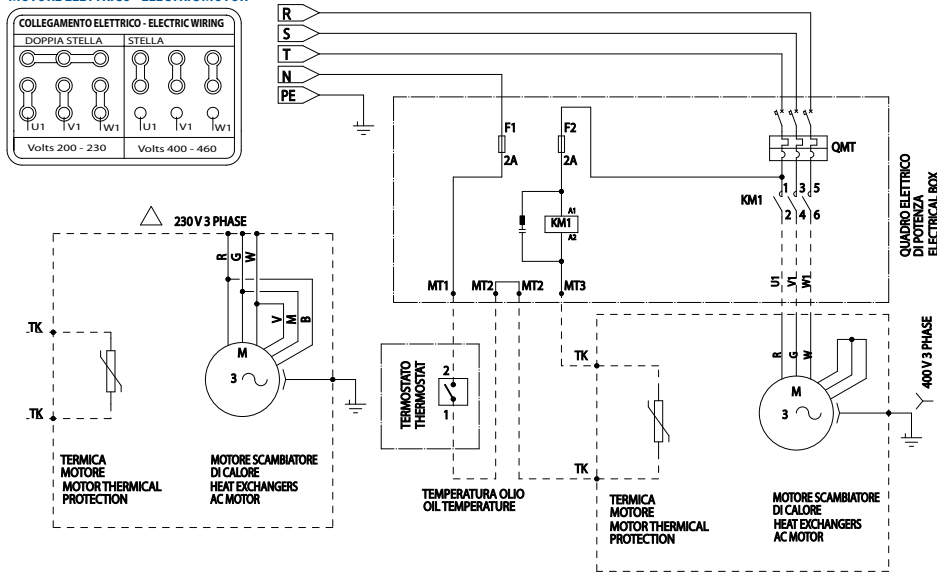 MOTORE ELETTRICO - ELECTRIC MOTOR
COLLEGAMENTO ELETTRICO - ELECTRIC WIRING
DOPPIA STELLA
STELLA
U1
V1
W1
U1
V1
W1
Volts 200 - 230
Volts 400 - 460
R
S
T
N
PE
F1
2A
F2
2A
QMT
KM1
1 3 5
2 4 6
A1
KM1
A2
MT1
MT2
MT2
MT3
U1
V1
W1
QUADRO ELETTRICO
DI POTENZA
ELECTRICAL BOX
230 V 3 PHASE
R
G
W
V
M
B
TK
TK
M
3
TERMICA
MOTORE
MOTOR THERMICAL
PROTECTION
MOTORE SCAMBIATORE
DI CALORE
HEAT EXCHANGERS
AC MOTOR
TERMOSTATO
THERMOSTAT
2
1
TEMPERATURA OLIO
OIL TEMPERATURE
TK
TK
R
G
W
M
3
400 V 3 PHASE
TERMICA
MOTORE
MOTOR THERMICAL
PROTECTION
MOTORE SCAMBIATORE
DI CALORE
HEAT EXCHANGERS
AC MOTOR